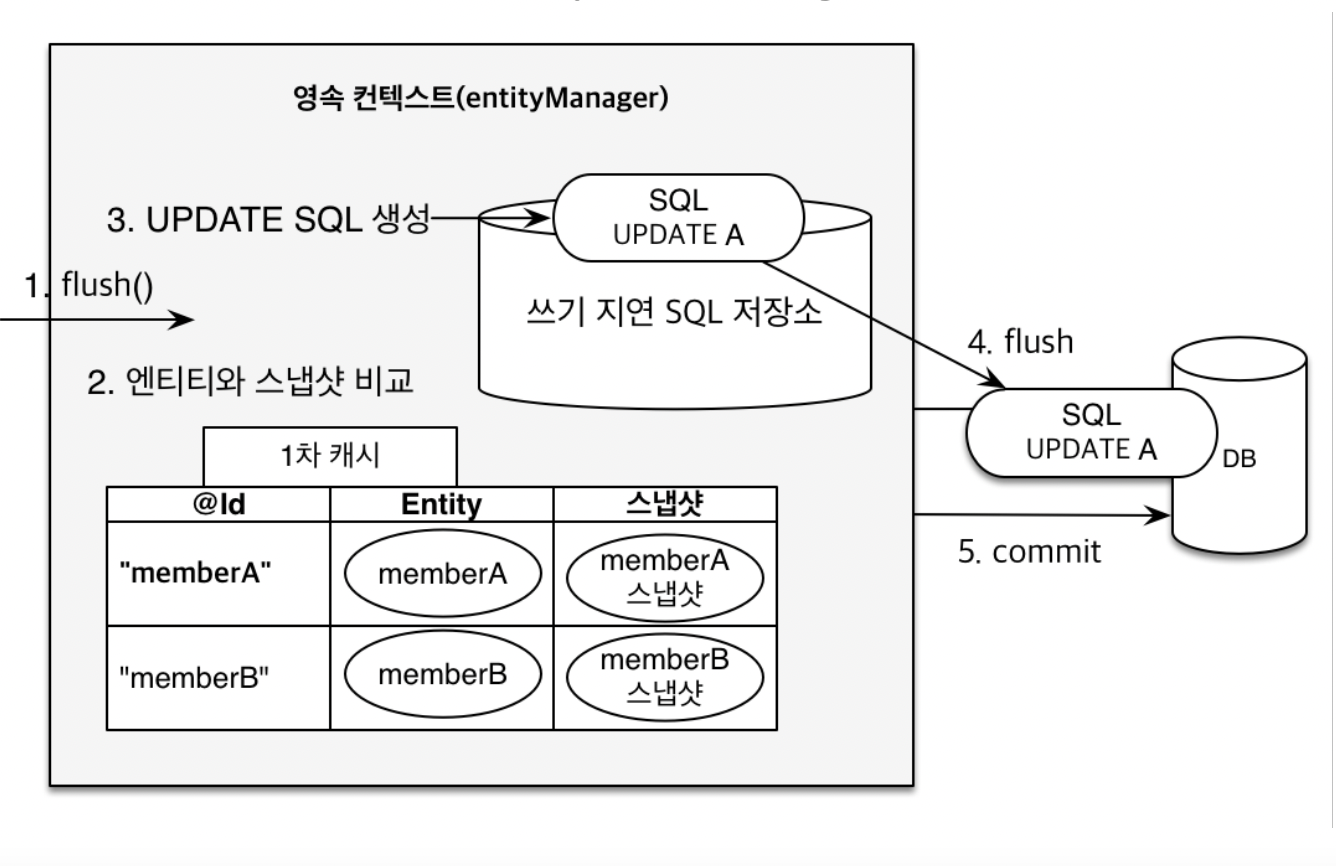 영속 컨텍스트(entityManager)
SQL
UPDATE A
3. UPDATE SQL 생성
1. flush()
쓰기 지연 SQL 저장소
4. flush
2. 엔티티와 스냅샷 비교
SQL
UPDATE A
DB
1차 캐시
@Id Entity 스냅샷
5. commit
"memberA" memberA memberA
스냅샷
"memberB" memberB memberB
스냅샷